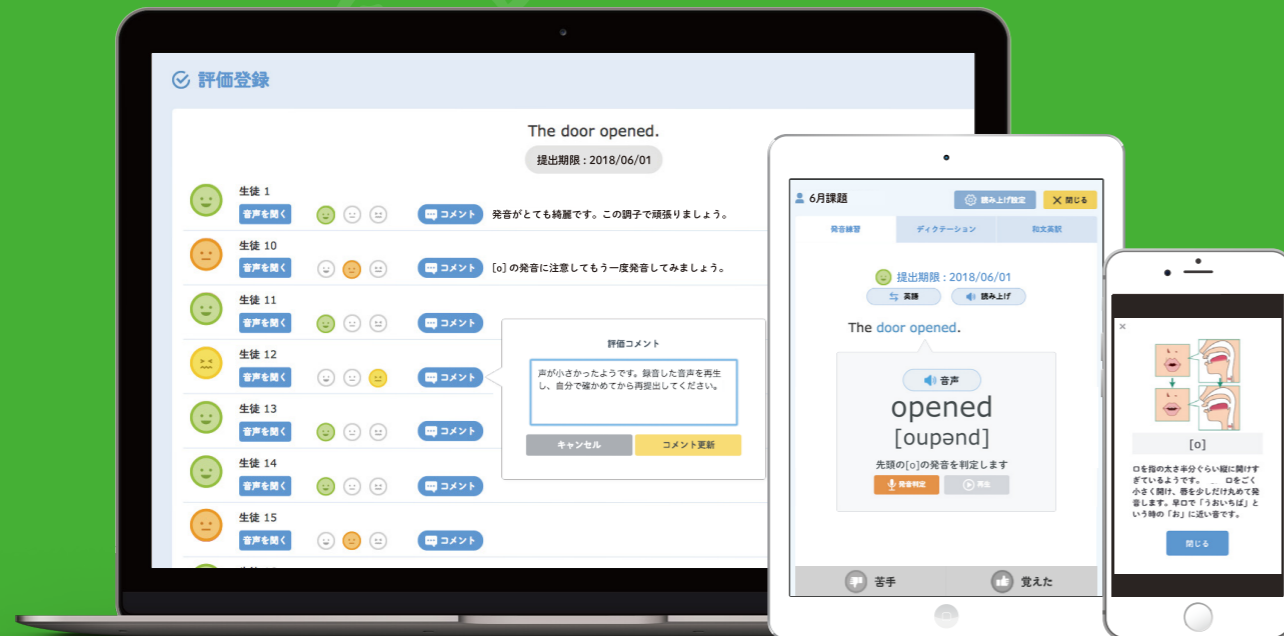 評価登録
The door opened.
提出期限 : 2018/06/01
生徒 1
音声を聞く
コメント
発音がとても綺麗です。この調子で頑張りましょう。
生徒 10
音声を聞く
コメント
[o] の発音に注意してもう一度発音してみましょう。
生徒 11
音声を聞く
コメント
生徒 12
音声を聞く
コメント
生徒 13
音声を聞く
コメント
生徒 14
音声を聞く
コメント
生徒 15
音声を聞く
コメント
評価コメント
声が小さかったようです。録音した音声を再生
し、自分で確かめてから再提出してください。
キャンセル
コメント更新
6月課題
読み上げ設定
閉じる
発音練習
ディクテーション
和文英訳
提出期限 : 2018/06/01
英語
読み上げ
The door opened.
音声
opened
[oupənd]
先頭の[o]の発音を判定します
発音判定
再生
苦手
覚えた
[o]
口を指の太さ半分ぐらい縦に開けす
ぎているようです。 口をごく
小さく開け、唇を少しだけ丸めて発
音します。早口で「うおいちば」と
いう時の「お」に近い音です。
閉じる